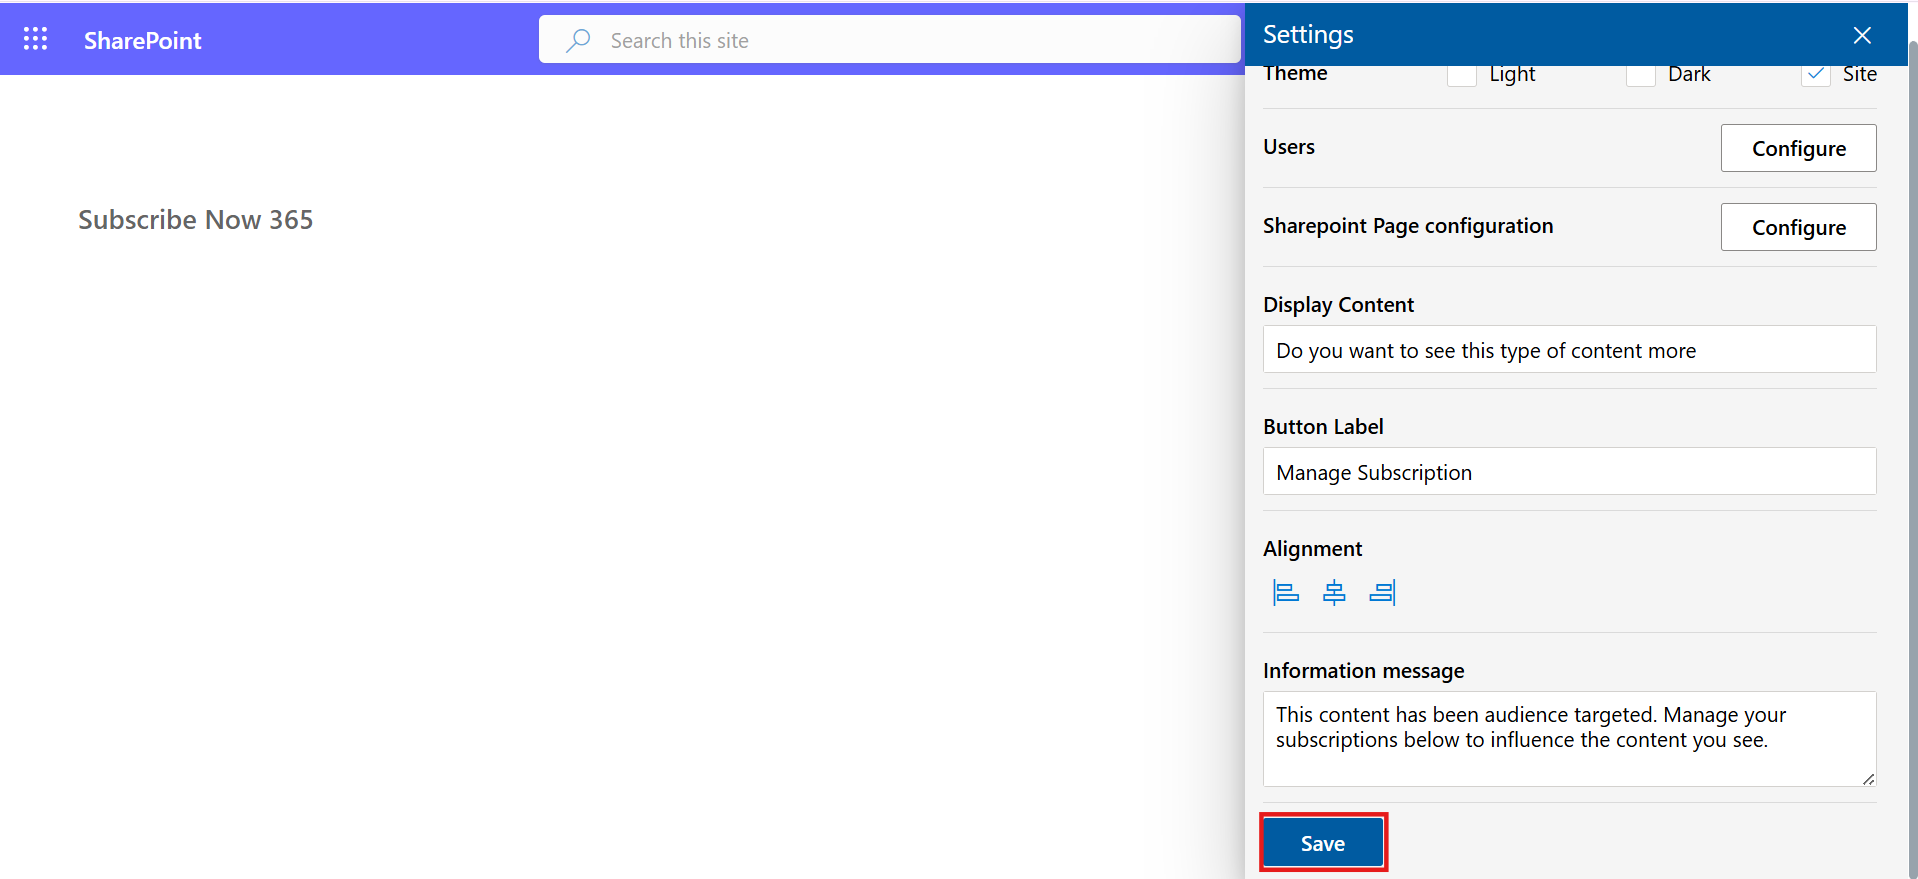 SharePoint
Search this site
Settings
Theme
Light
Dark
Site
Users
Configure
Subscribe Now 365
Sharepoint Page configuration
Configure
Display Content
Do you want to see this type of content more
Button Label
Manage Subscription
Alignment
Information message
This content has been audience targeted. Manage your
subscriptions below to influence the content you see.
Save